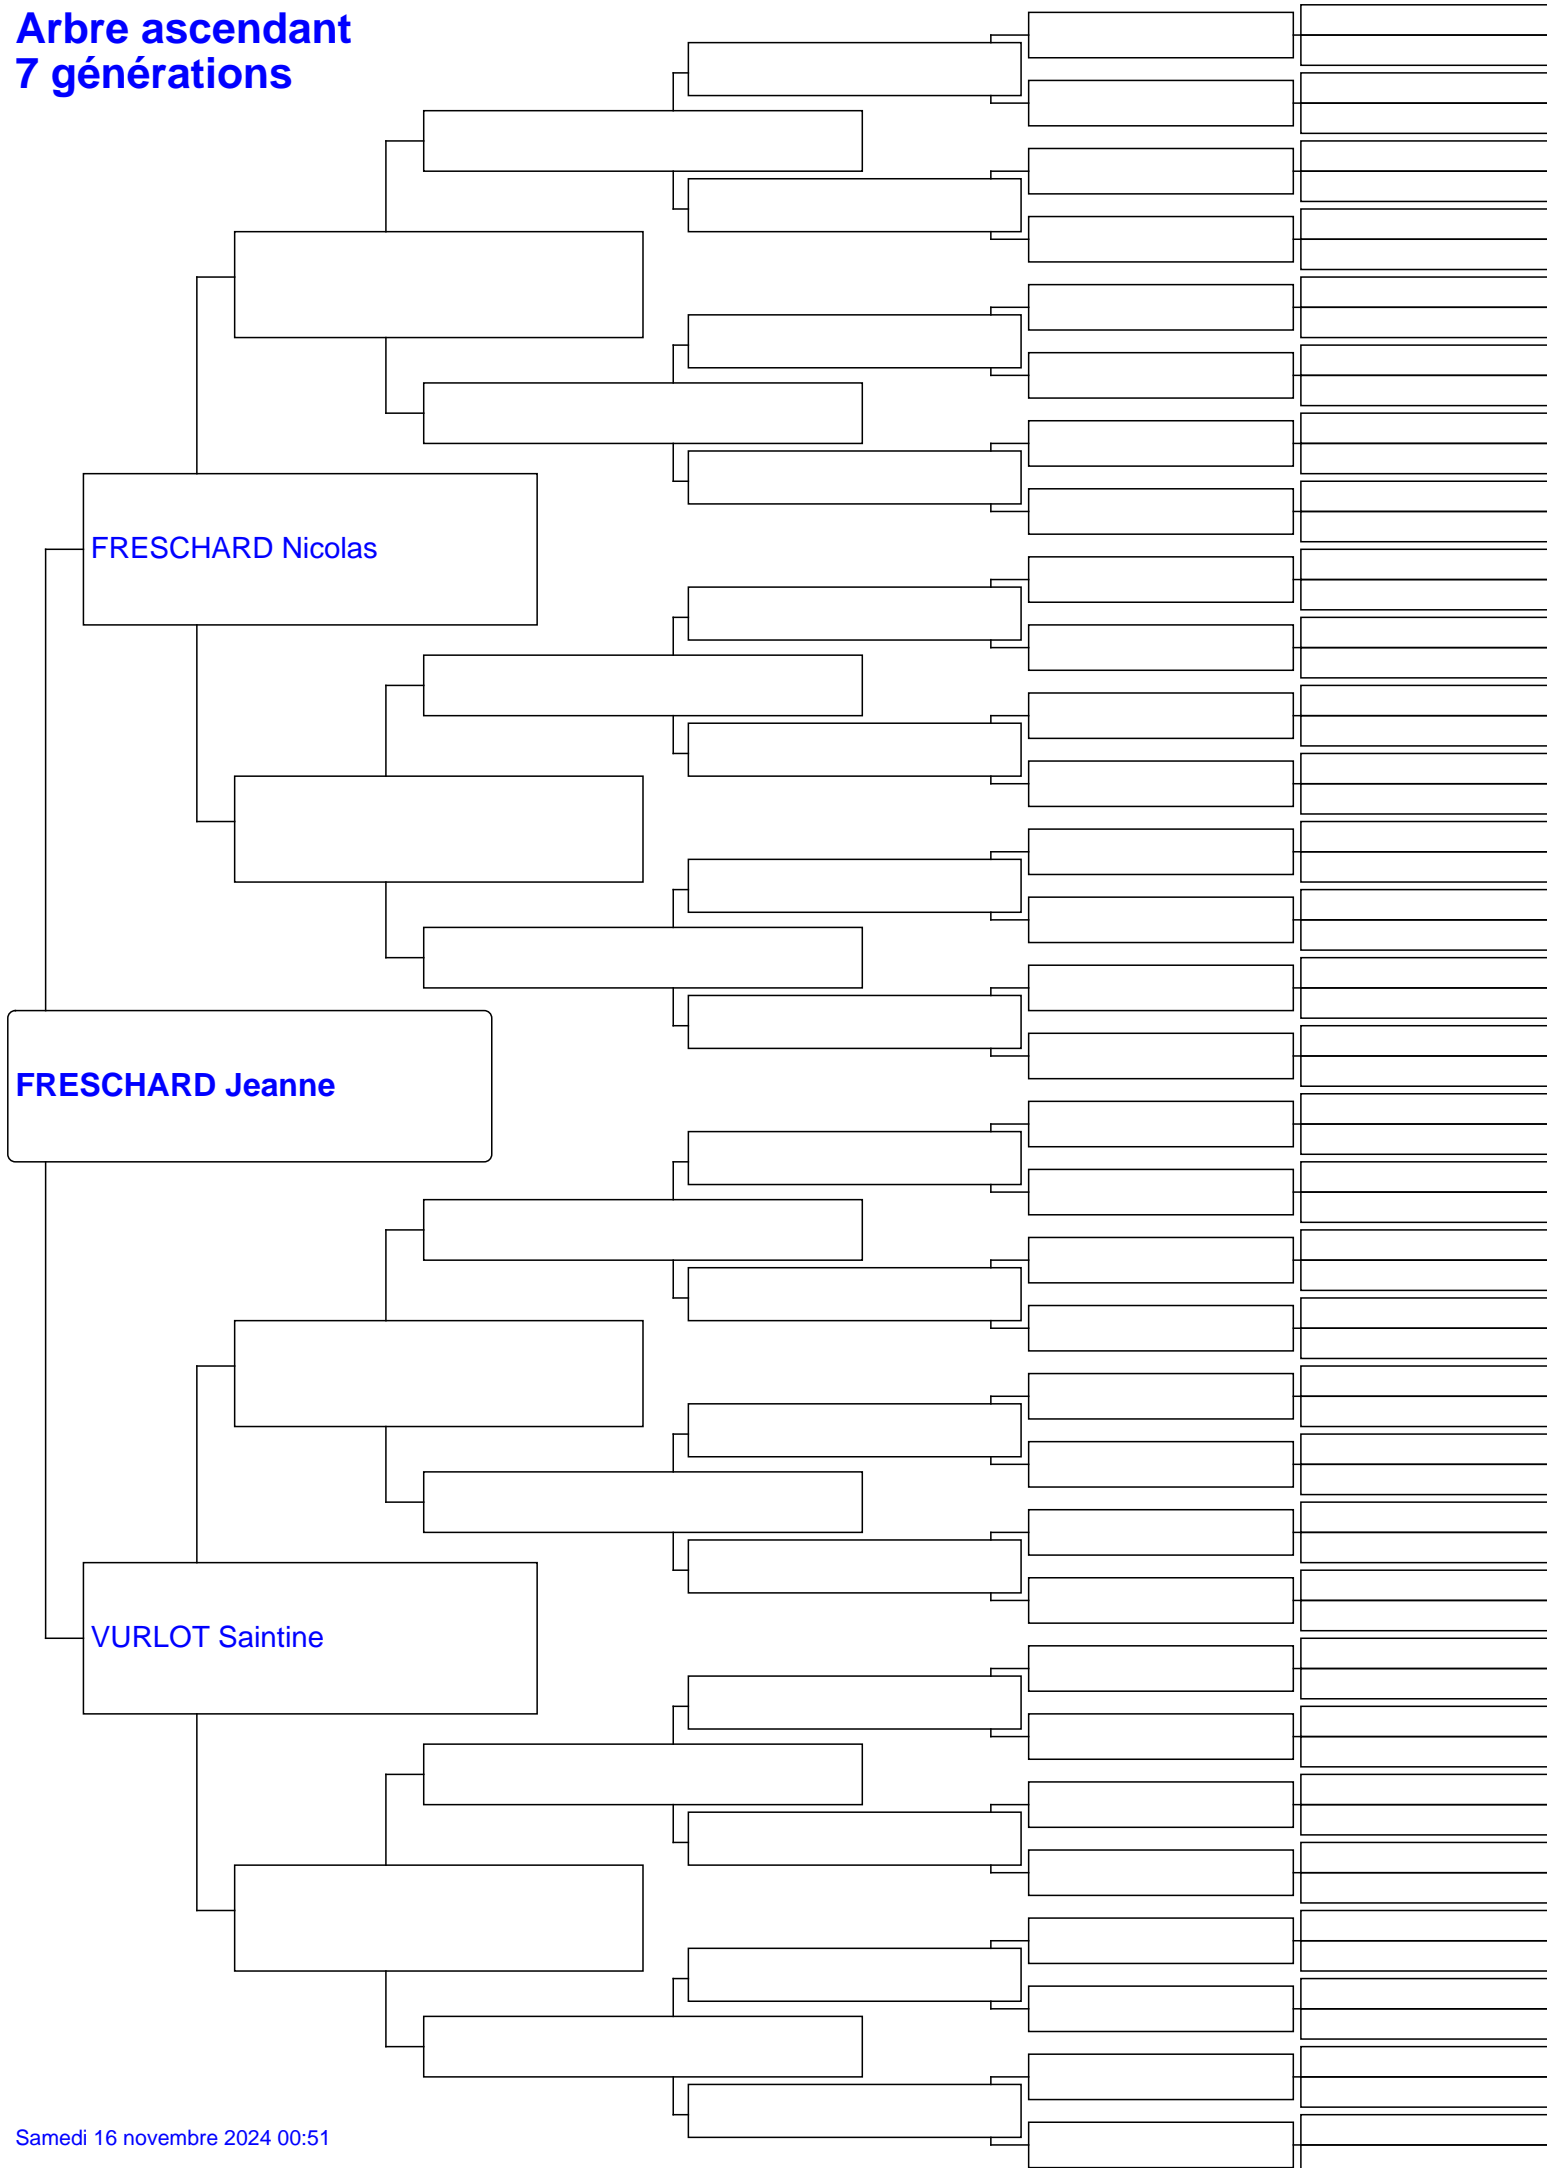 Arbre ascendant
7 générations
FRESCHARD Nicolas
FRESCHARD Jeanne
VURLOT Saintine
Samedi 16 novembre 2024 00:51